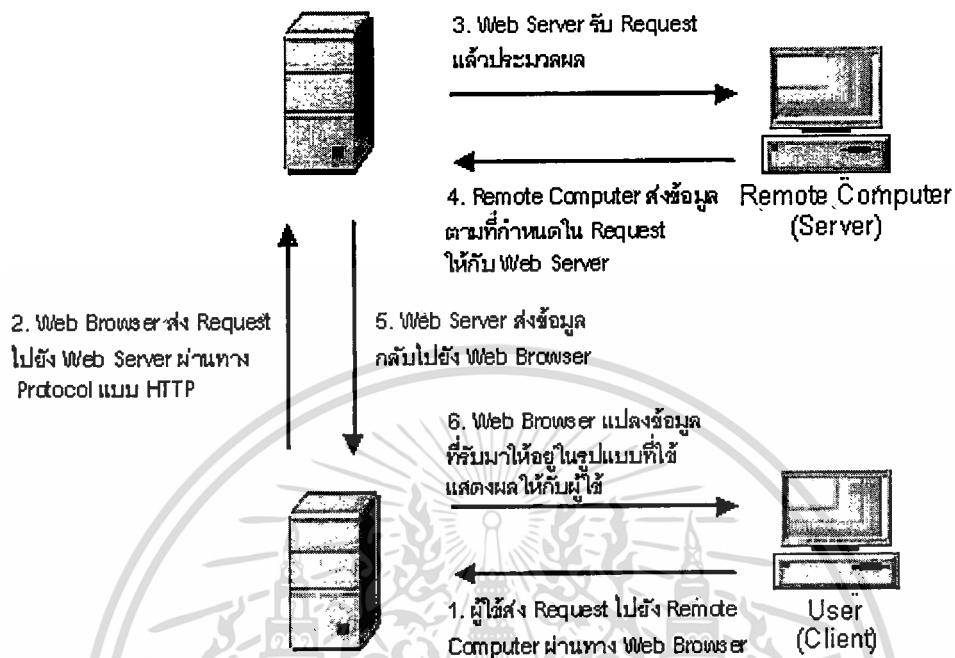 3. Web Server รับ Request
แล้วประมวลผล
4. Remote Computer ส่งข้อมูล
ตามที่กำหนดใน Request
ให้กับ Web Server
Remote Computer
(Server)
2. Web Browser ส่ง Request
ไปยัง Web Server ผ่านทาง
Protocol แบบ HTTP
5. Web Server ส่งข้อมูล
กลับไปยัง Web Browser
6. Web Browser แปลงข้อมูล
ที่รับมาให้อยู่ในรูปแบบที่ใช้
แสดงผลให้กับผู้ใช้
1. ผู้ใช้ส่ง Request ไปยัง Remote
Computer ผ่านทาง Web Browser
User
(Client)